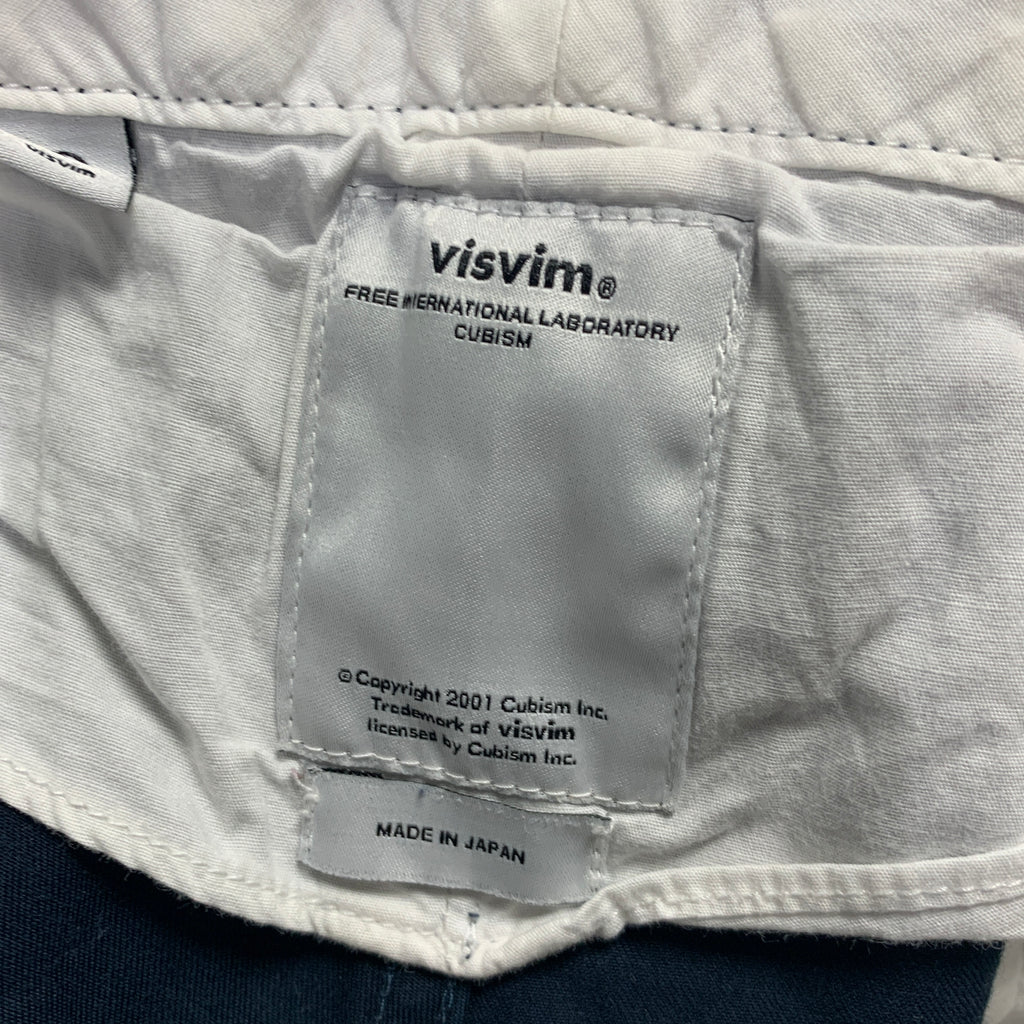 visvim
visvim®
FREE INTERNATIONAL LABORATORY
CUBISM
© Copyright 2001 Cubism Inc.
Trademark of visvim
licensed by Cubism Inc.
MADE IN JAPAN